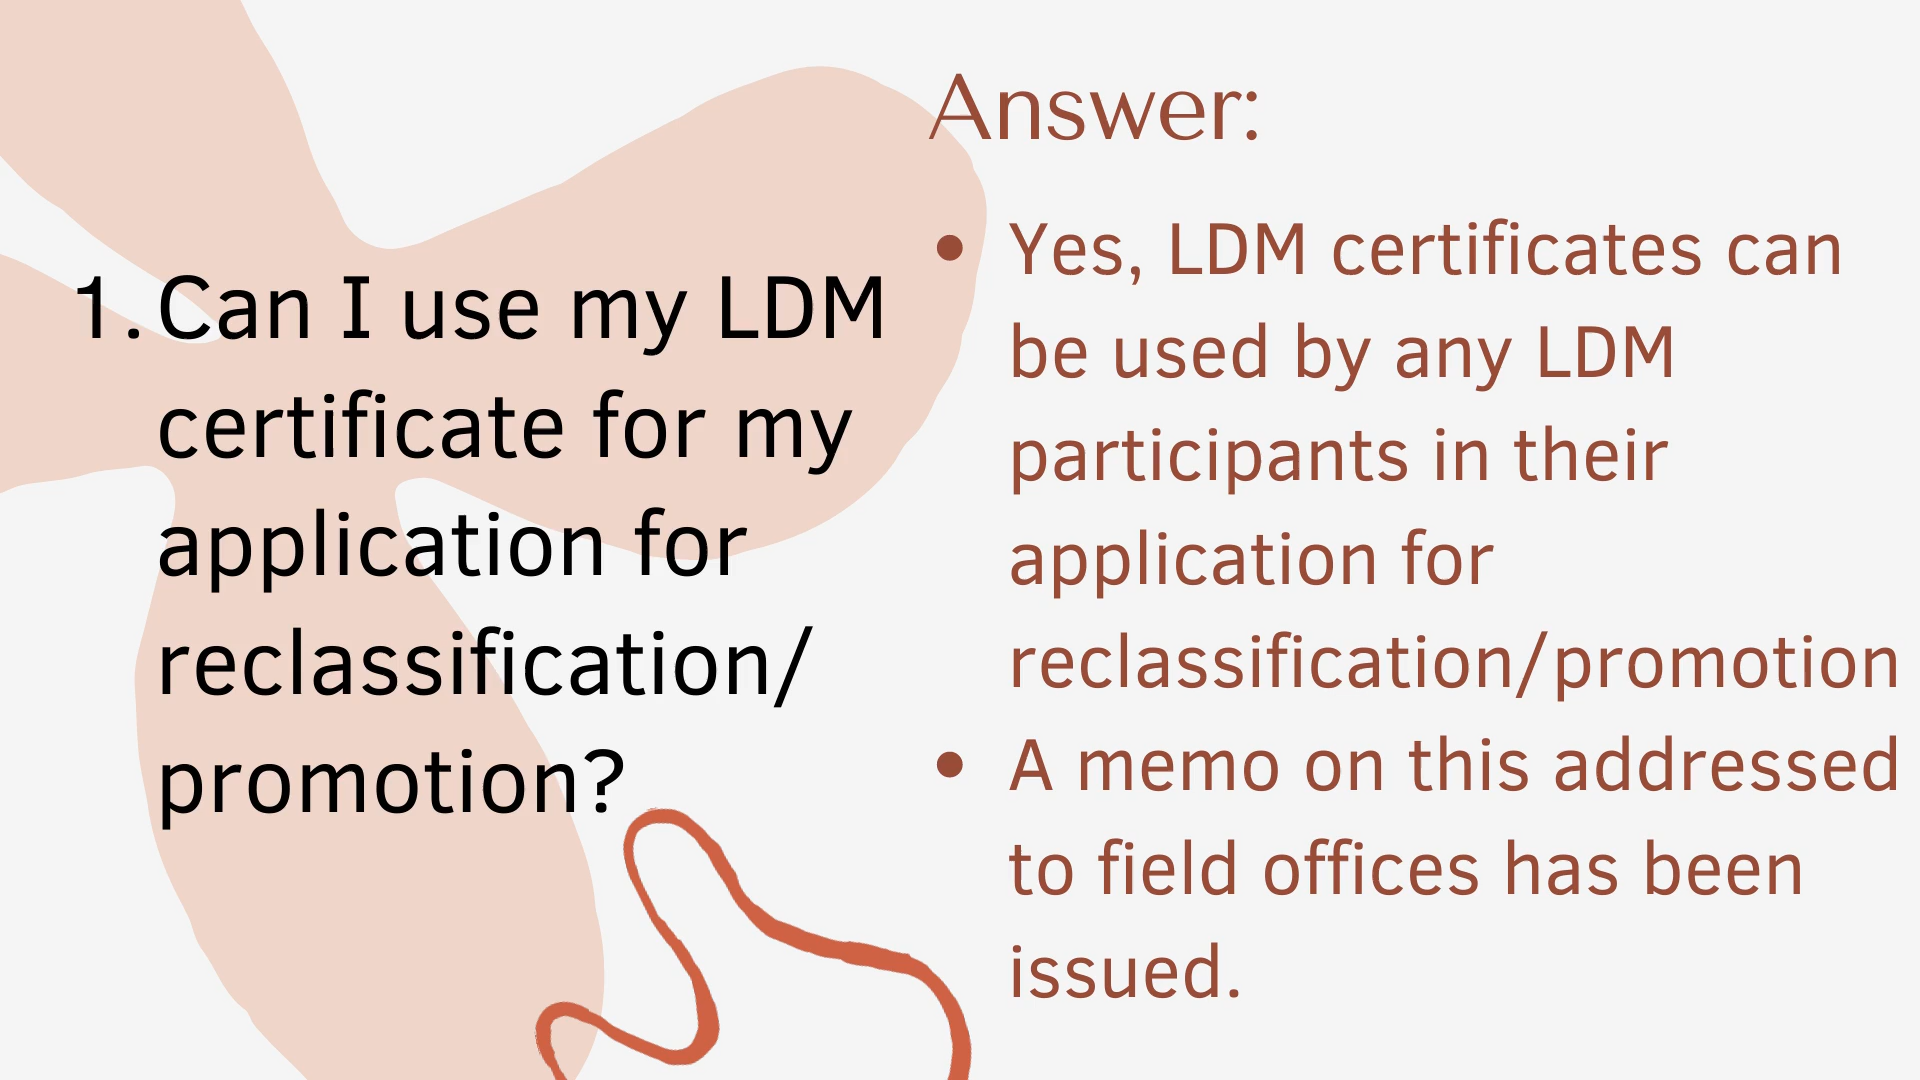 1. Can I use my LDM
certificate for my
application for
reclassification/
promotion?
Answer:
• Yes, LDM certificates can
be used by any LDM
participants in their
application for
reclassification/promotion
• A memo on this addressed
to field offices has been
issued.